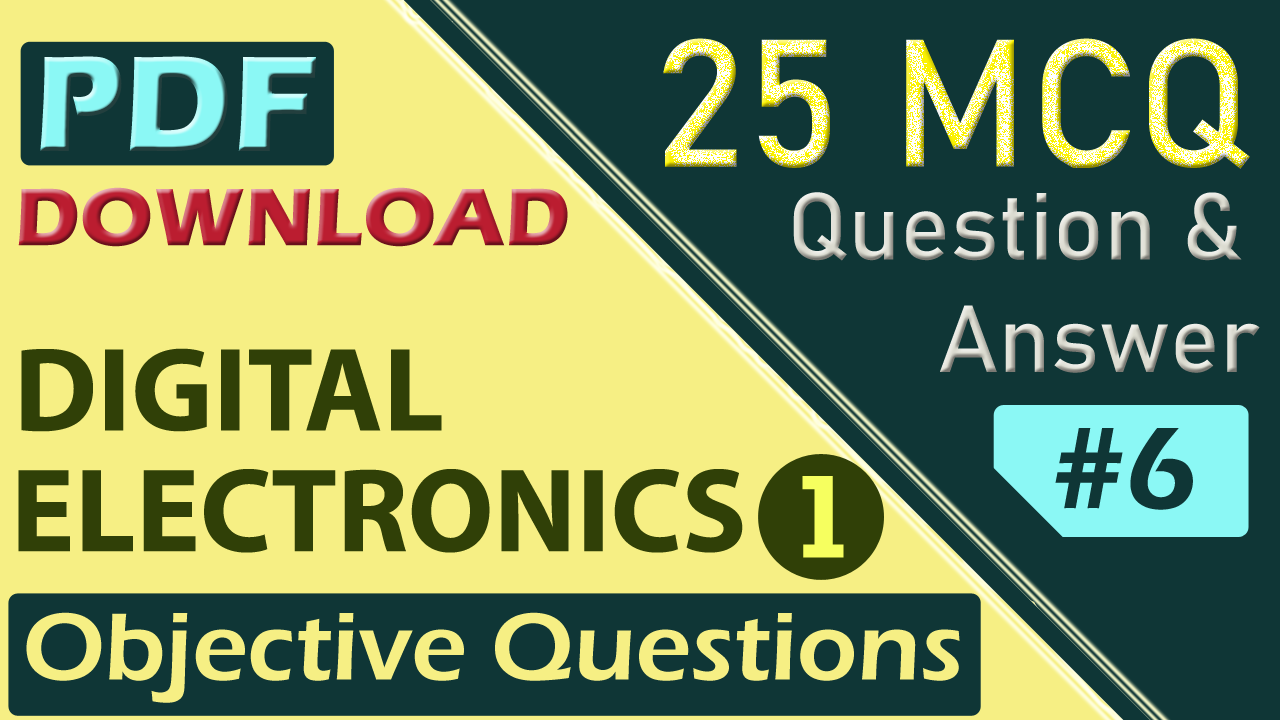 PDF
DOWNLOAD
DIGITAL
ELECTRONICS 1
Objective Questions
25 MCQ
Question &
Answer
#6